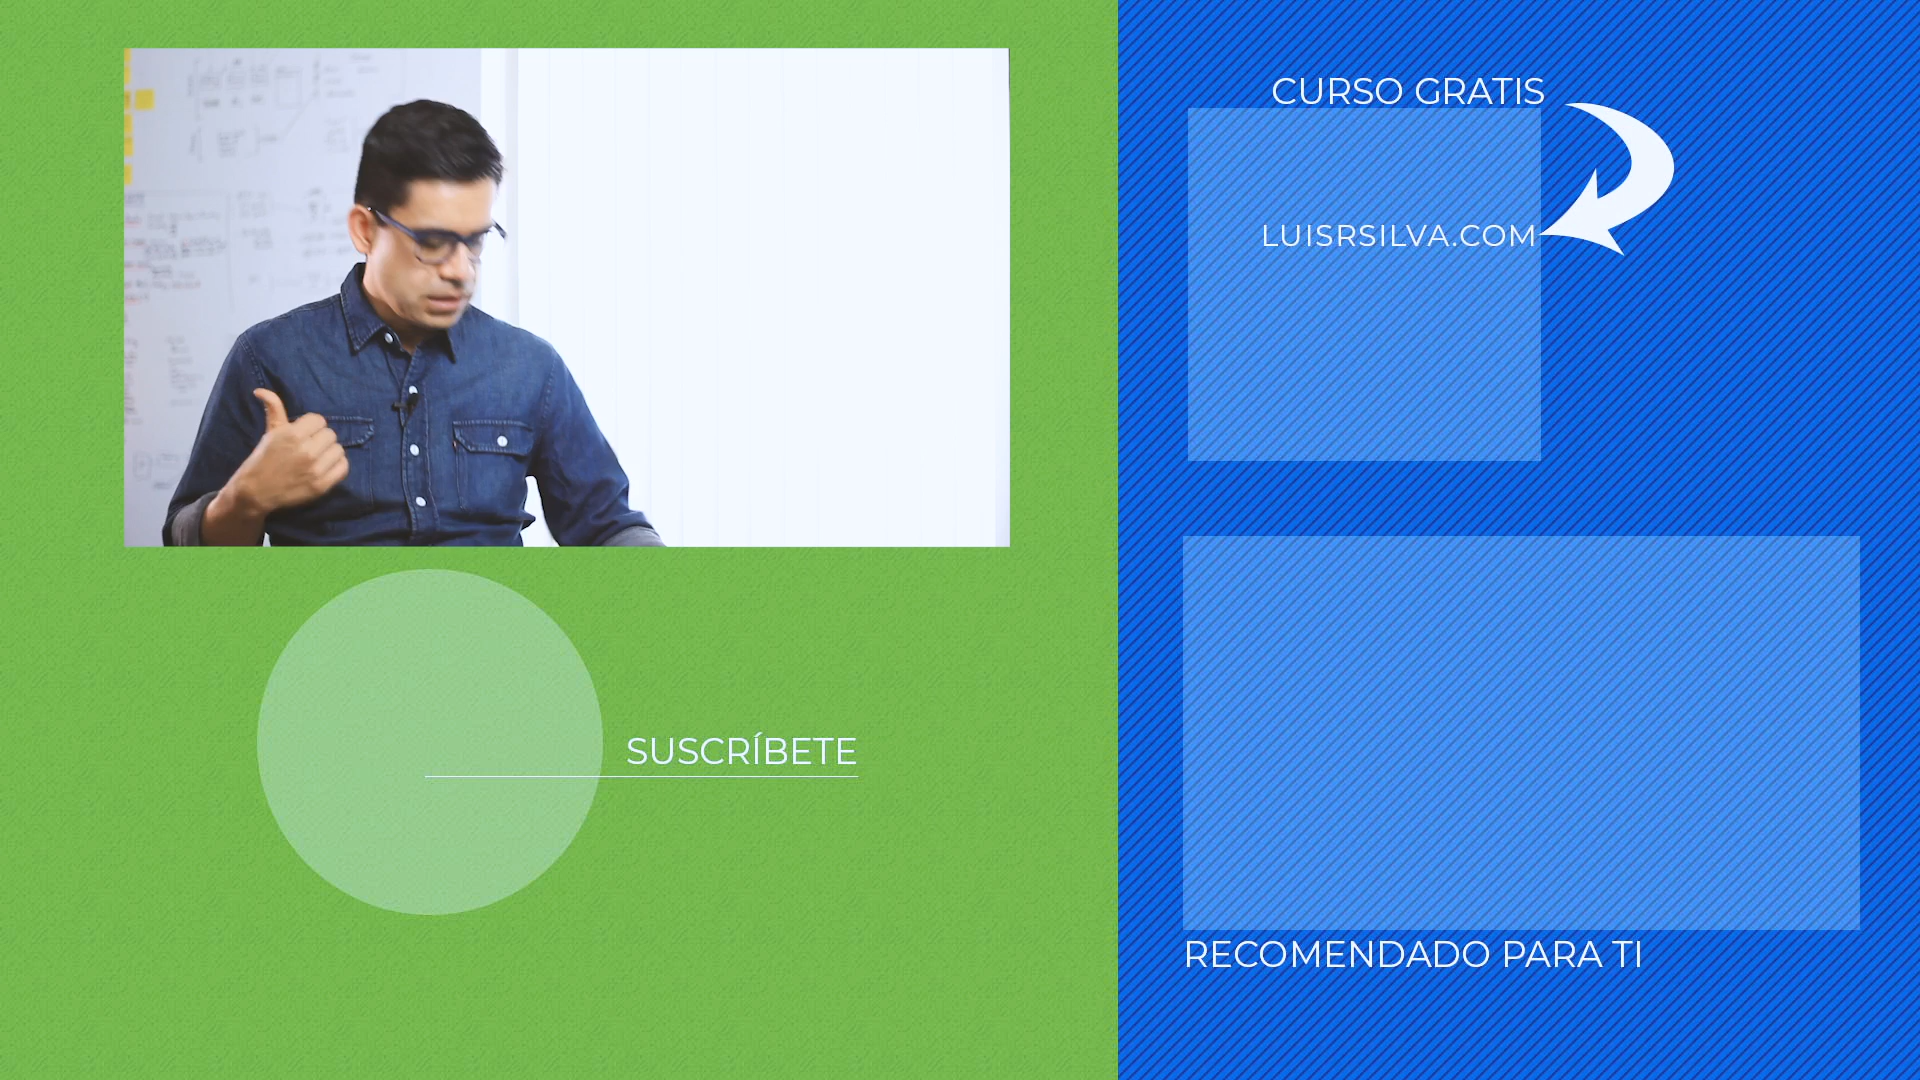 CURSO GRATIS
LUISRSILVA.COM
SUSCRÍBETE
RECOMENDADO PARA TI